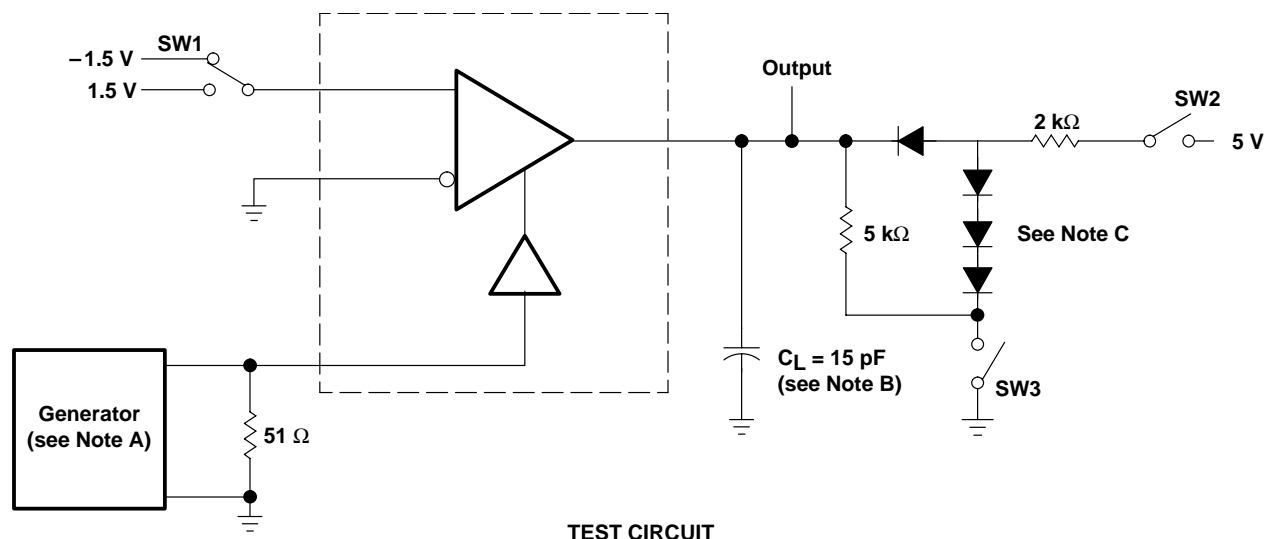 −1.5 V
SW1
1.5 V
Output
SW2
2 kΩ
5 V
5 kΩ
See Note C
CL = 15 pF
(see Note B)
SW3
Generator
(see Note A)
51 Ω
TEST CIRCUIT